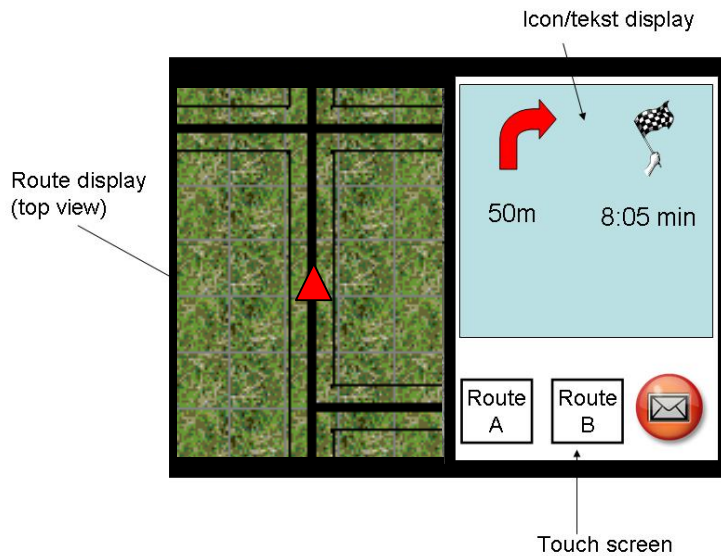 Icon/tekst display
Route display
(top view)
50m
8:05 min
Route
A
Route
B
Touch screen